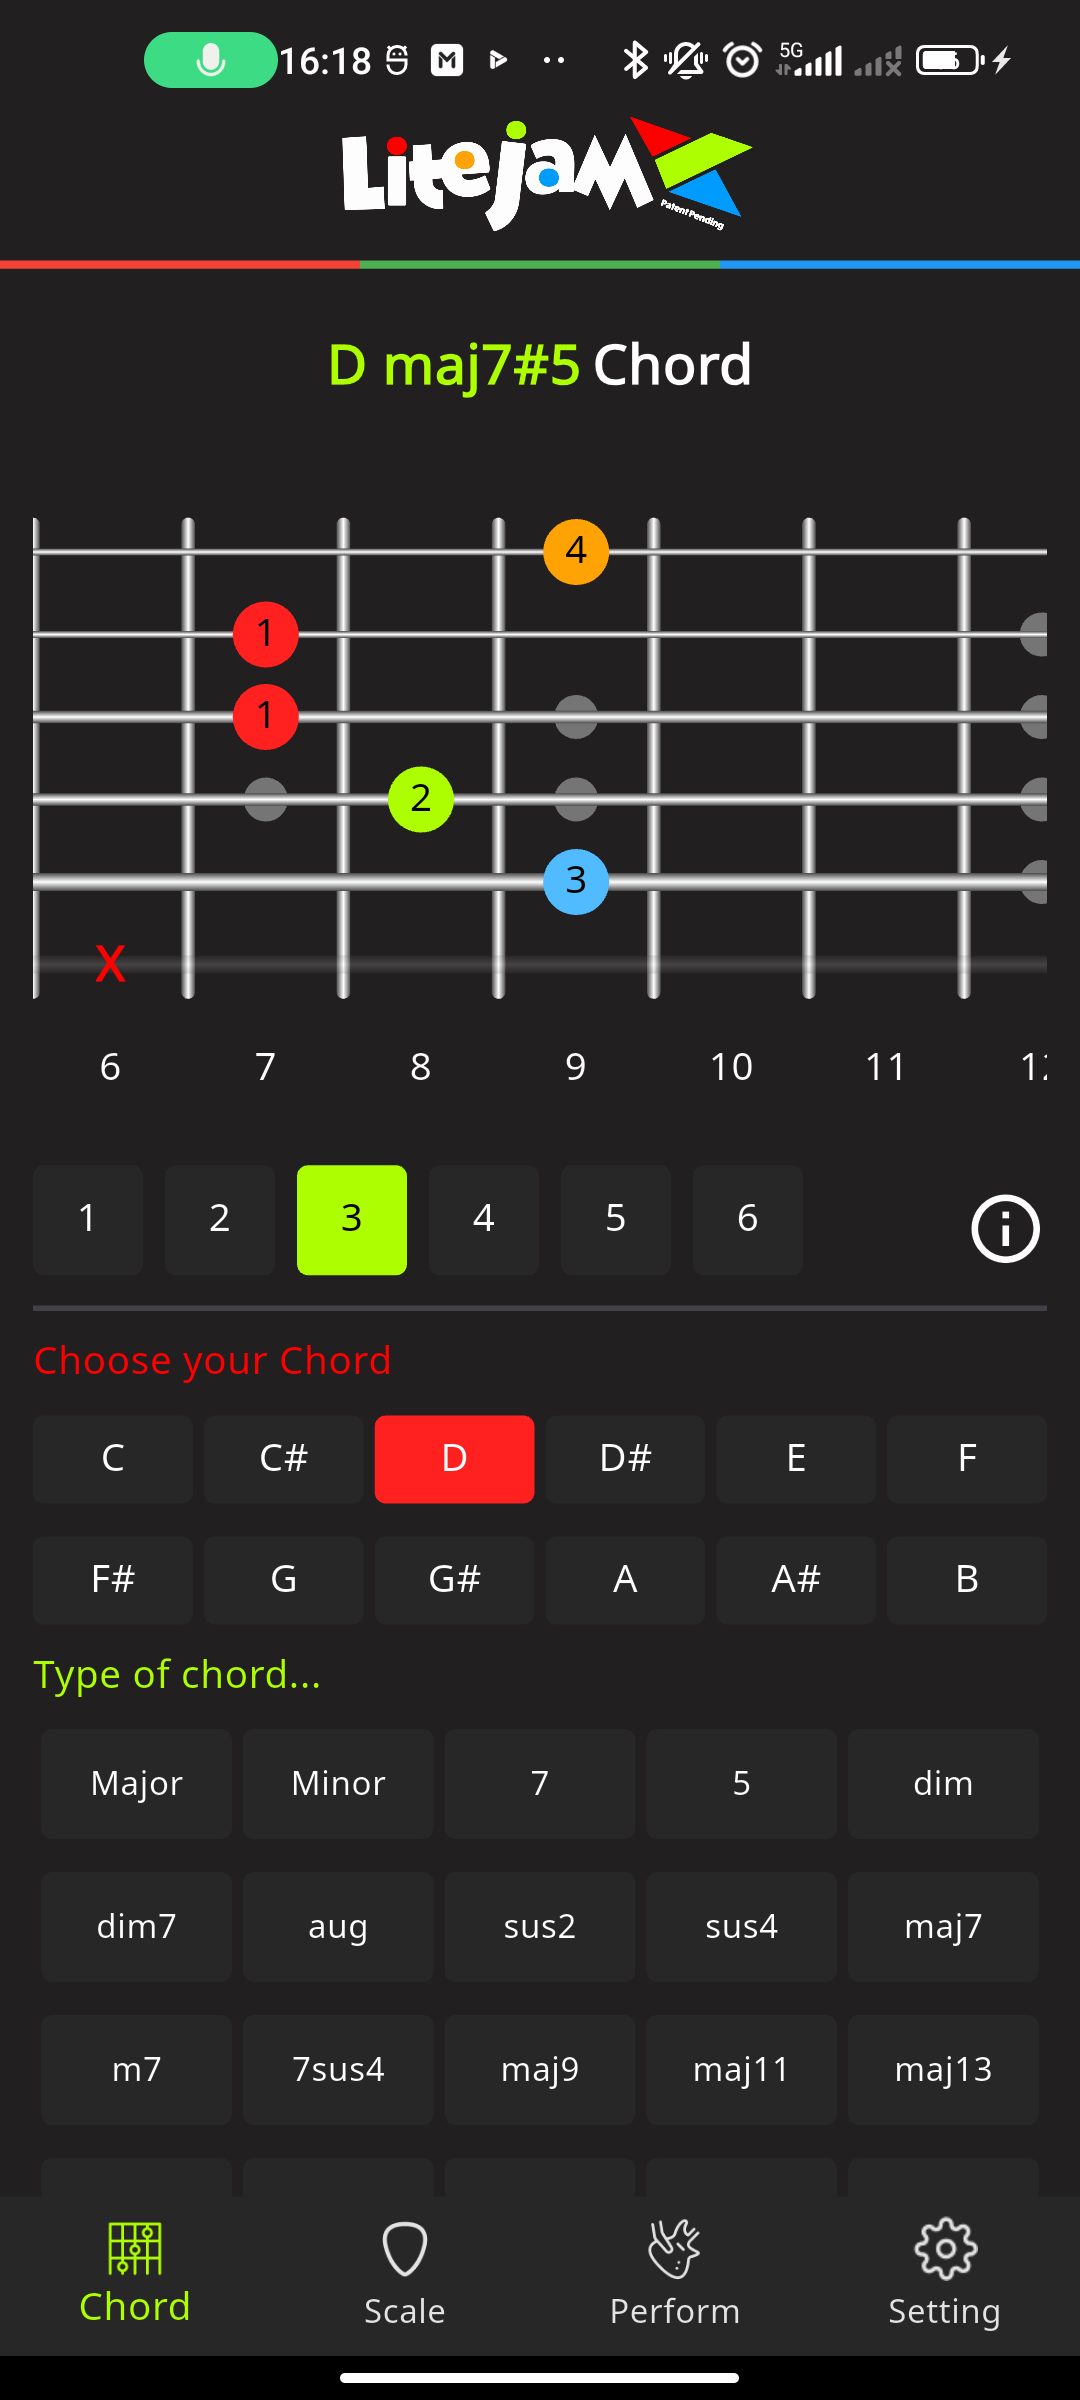 16:18
5G
LiteJam
Patent Pending
D maj7#5 Chord
4
1
1
2
3
X
6 7 8 9 10 11
1 2 3 4 5 6
Choose your Chord
C C# D D# E F
F# G G# A A# B
Type of chord...
Major Minor 7 5 dim
dim7 aug sus2 sus4 maj7
m7 7sus4 maj9 maj11 maj13
Chord Scale Perform Setting